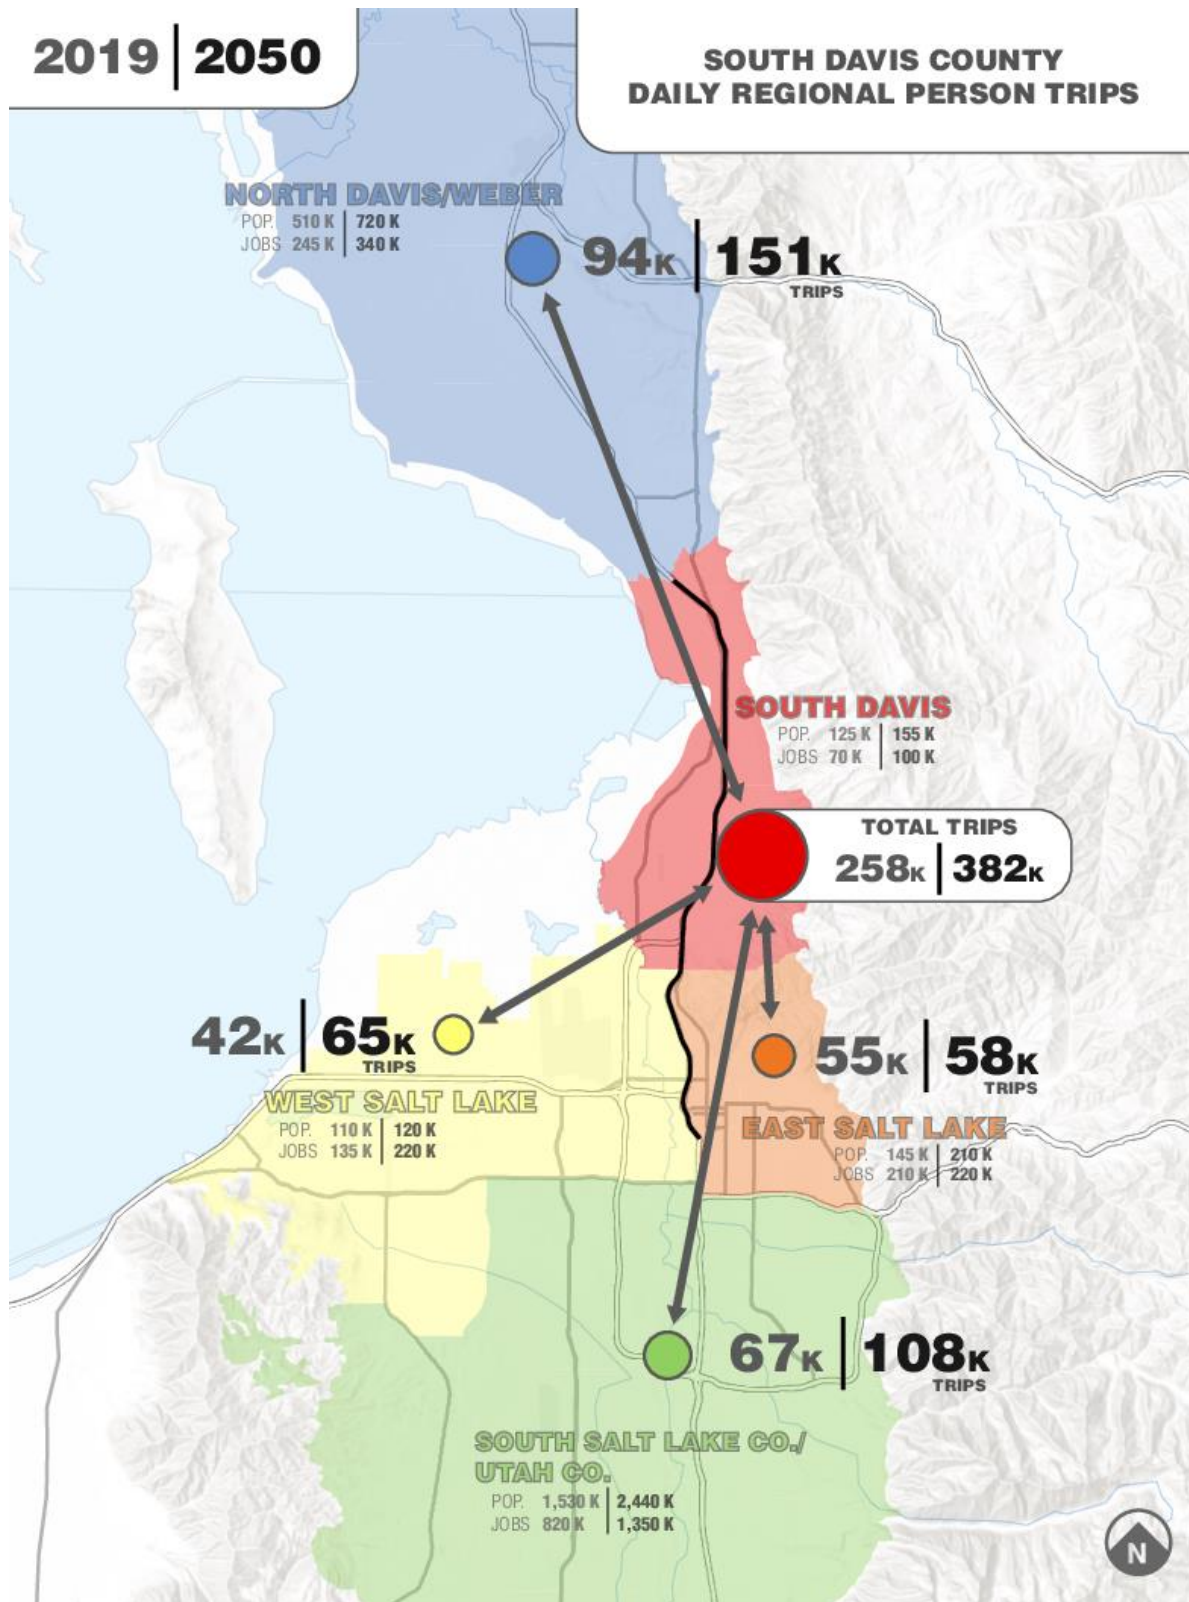 2019 | 2050
SOUTH DAVIS COUNTY
DAILY REGIONAL PERSON TRIPS
NORTH DAVIS/WEBER
POP. 510 K | 720 K
JOBS 245 K | 340 K
94K | 151K
TRIPS
SOUTH DAVIS
POP. 125 K | 155 K
JOBS 70 K | 100 K
TOTAL TRIPS
258K | 382K
42K | 65K
TRIPS
WEST SALT LAKE
POP. 110 K | 120 K
JOBS 135 K | 220 K
55K | 58K
TRIPS
EAST SALT LAKE
POP. 145 K | 210 K
JOBS 210 K | 220 K
67K | 108K
TRIPS
SOUTH SALT LAKE CO./
UTAH CO.
POP. 1,530 K | 2,440 K
JOBS 820 K | 1,350 K
N